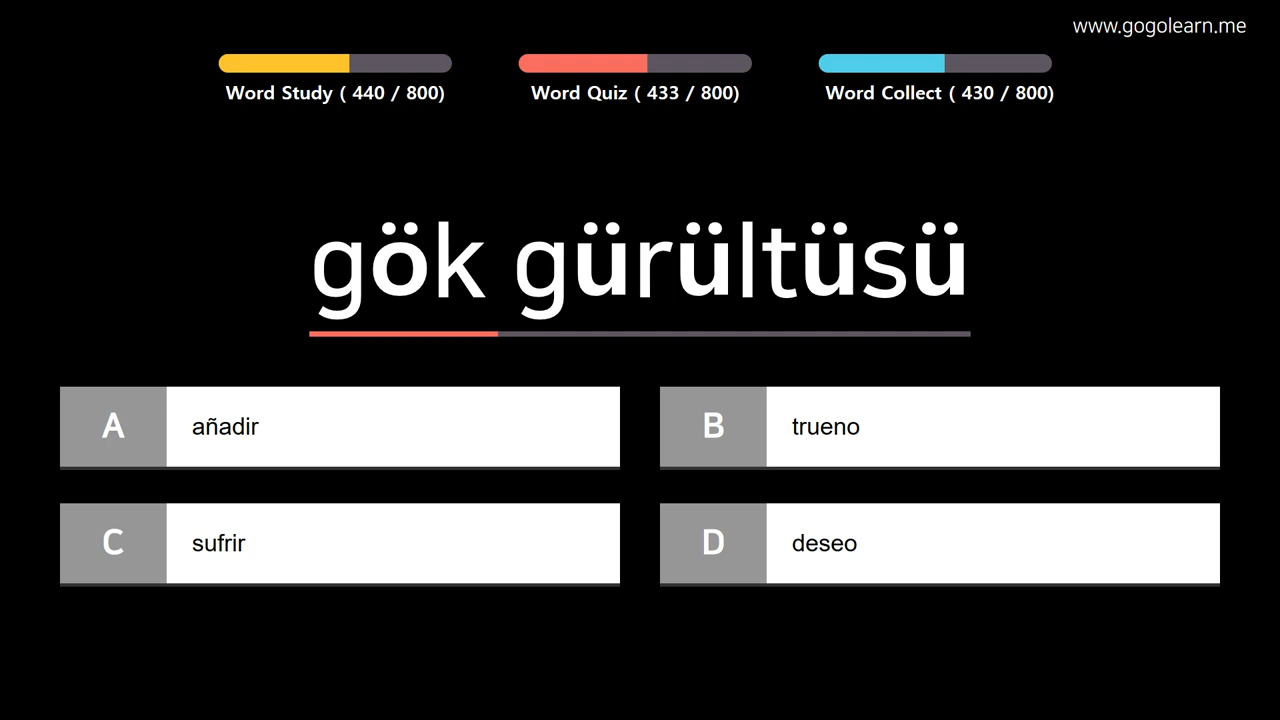 www.gogolearn.me
Word Study ( 440 / 800)
Word Quiz ( 433 / 800)
Word Collect ( 430 / 800)
gök gürültüsü
A añadir
B trueno
C sufrir
D deseo